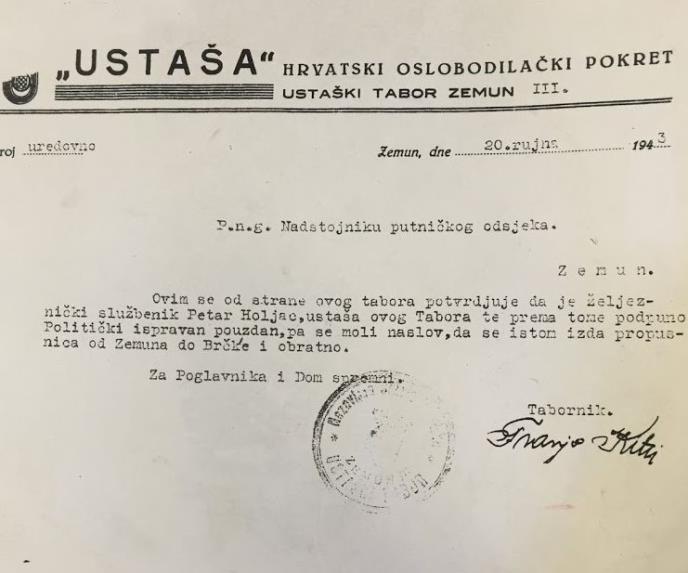 „USTAŠA“ HRVATSKI OSLOBODILAČKI POKRET
USTAŠKI TABOR ZEMUN III.
roj uredovno
Zemun, dne 20.rujna 1943
P.n.g. Nadstojniku putničkog odsjeka.
Zemun.
Ovim se od strane ovog tabora potvrdjuje da je željez-
nički službenik Petar Holjac,ustaša ovog Tabora te prema tome podpuno
Politički ispravan pouzdan,pa se moli naslov,da se istom izda propus-
nica od Zemuna do Brčke i obratno.
Za Poglavnika i Dom spremni.
Tabornik.
Franjo